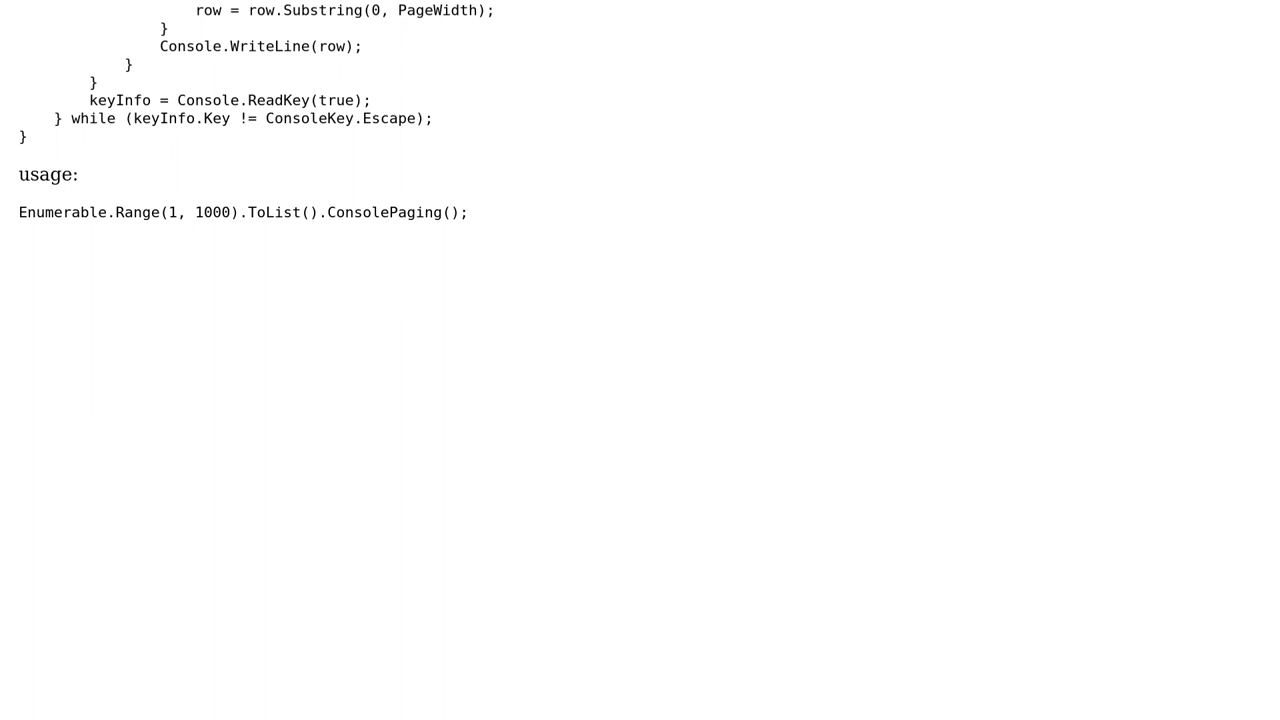 row = row.Substring(0, PageWidth);
                }
                Console.WriteLine(row);
            }
        }
        keyInfo = Console.ReadKey(true);
    } while (keyInfo.Key != ConsoleKey.Escape);
}
usage:
Enumerable.Range(1, 1000).ToList().ConsolePaging();